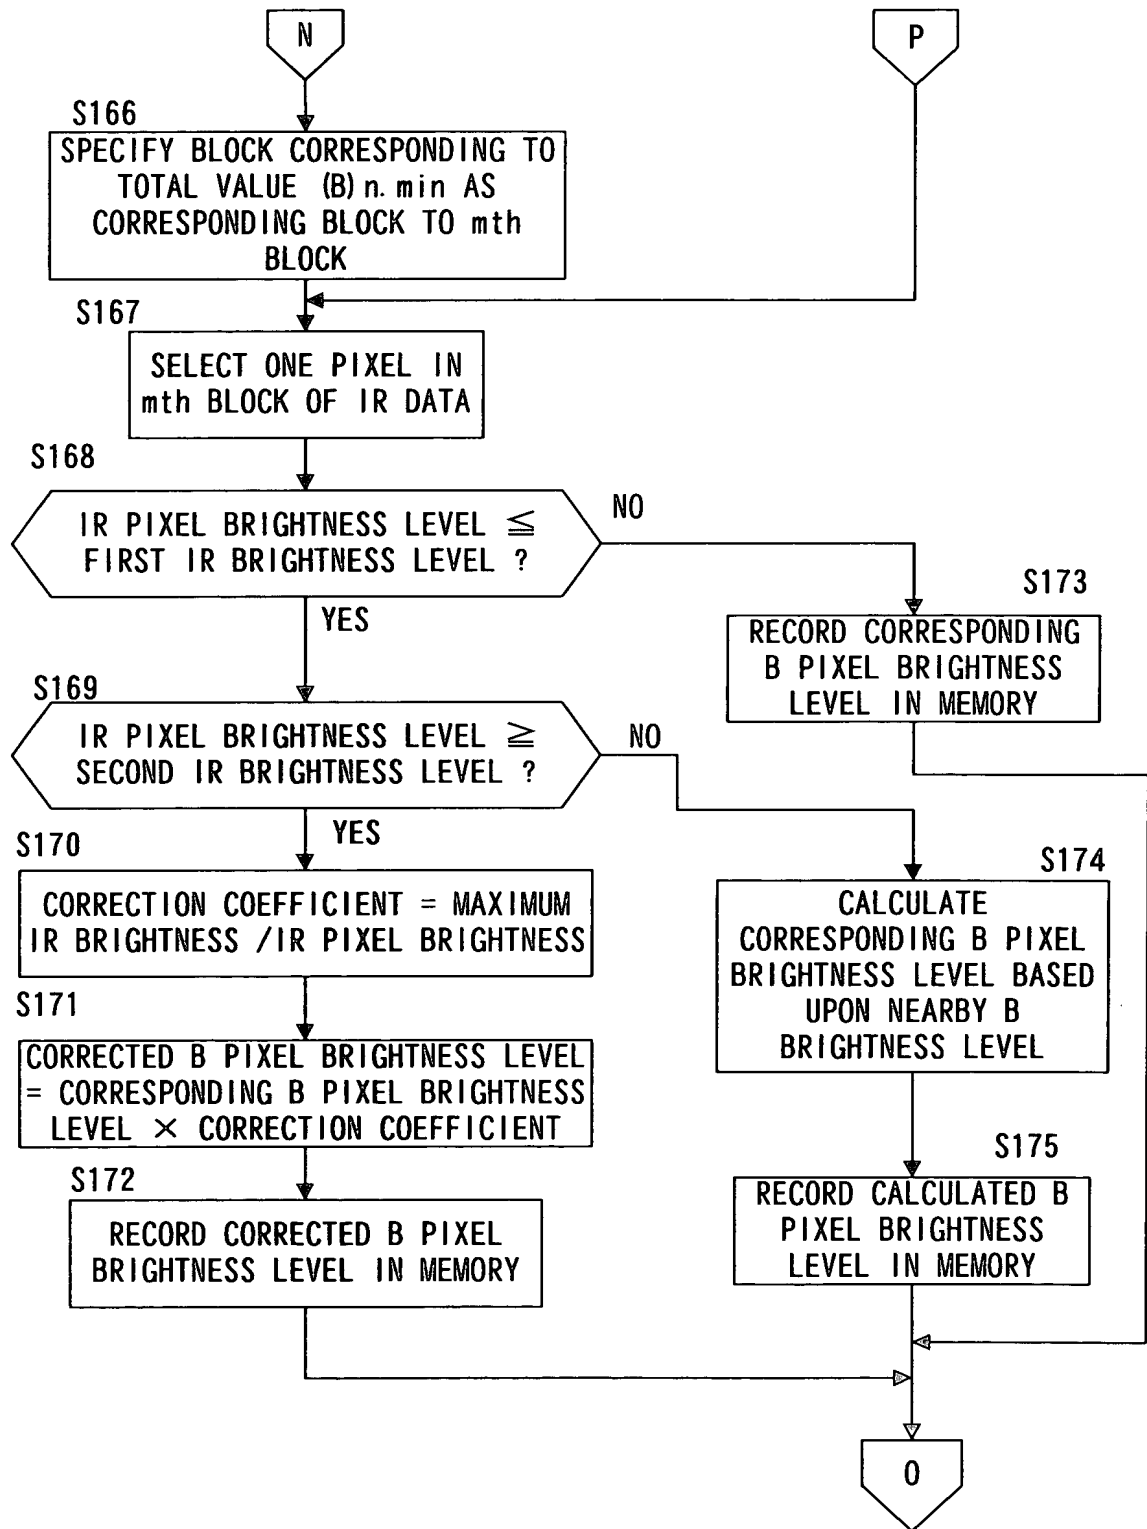 N
P
S166
SPECIFY BLOCK CORRESPONDING TO
TOTAL VALUE (B)n.min AS
CORRESPONDING BLOCK TO mth
BLOCK
S167
SELECT ONE PIXEL IN
mth BLOCK OF IR DATA
S168
IR PIXEL BRIGHTNESS LEVEL ≦
FIRST IR BRIGHTNESS LEVEL ?
NO
YES
S173
RECORD CORRESPONDING
B PIXEL BRIGHTNESS
LEVEL IN MEMORY
S169
IR PIXEL BRIGHTNESS LEVEL ≧
SECOND IR BRIGHTNESS LEVEL ?
NO
YES
S170
CORRECTION COEFFICIENT = MAXIMUM
IR BRIGHTNESS /IR PIXEL BRIGHTNESS
S174
CALCULATE
CORRESPONDING B PIXEL
BRIGHTNESS LEVEL BASED
UPON NEARBY B
BRIGHTNESS LEVEL
S171
CORRECTED B PIXEL BRIGHTNESS LEVEL
= CORRESPONDING B PIXEL BRIGHTNESS
LEVEL × CORRECTION COEFFICIENT
S172
RECORD CORRECTED B PIXEL
BRIGHTNESS LEVEL IN MEMORY
S175
RECORD CALCULATED B
PIXEL BRIGHTNESS
LEVEL IN MEMORY
O